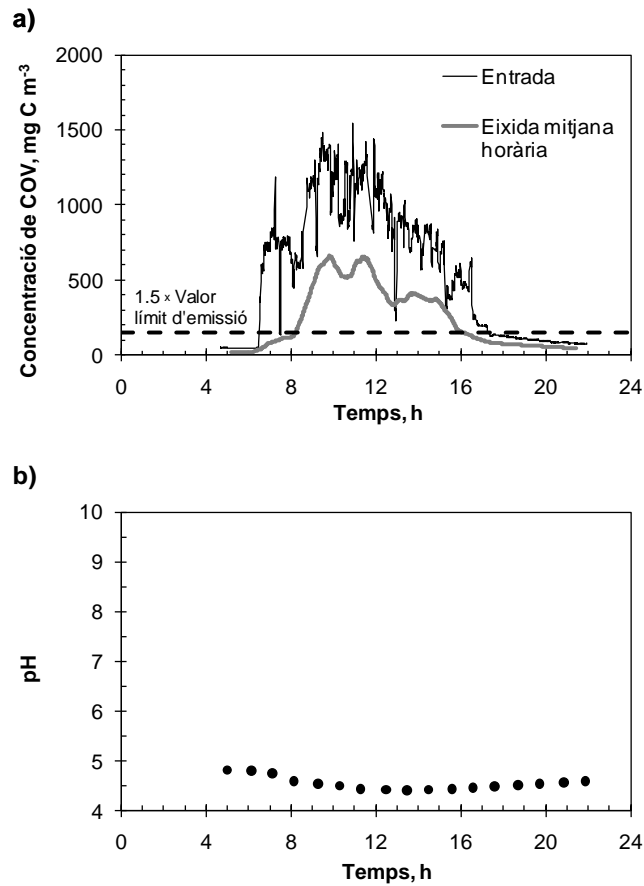 a)
2000
1500
1000
500
0
Concentració de COV, mg C m⁻³
Entrada
Eixida mitjana
horària
1.5 × Valor
límit d'emissió
0 4 8 12 16 20 24
Temps, h
b)
10
9
8
7
6
5
4
pH
0 4 8 12 16 20 24
Temps, h